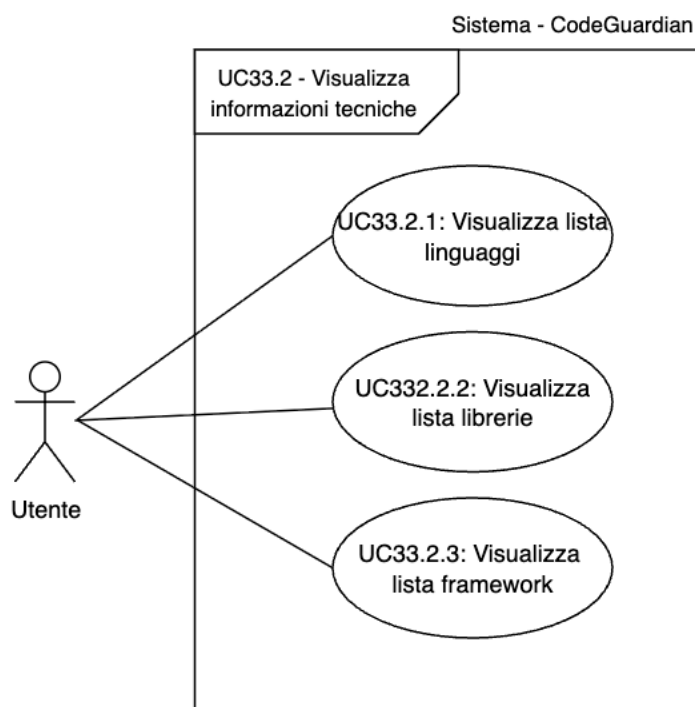 Sistema - CodeGuardian
UC33.2 - Visualizza
informazioni tecniche
UC33.2.1: Visualizza lista
linguaggi
UC332.2.2: Visualizza
lista librerie
Utente
UC33.2.3: Visualizza
lista framework